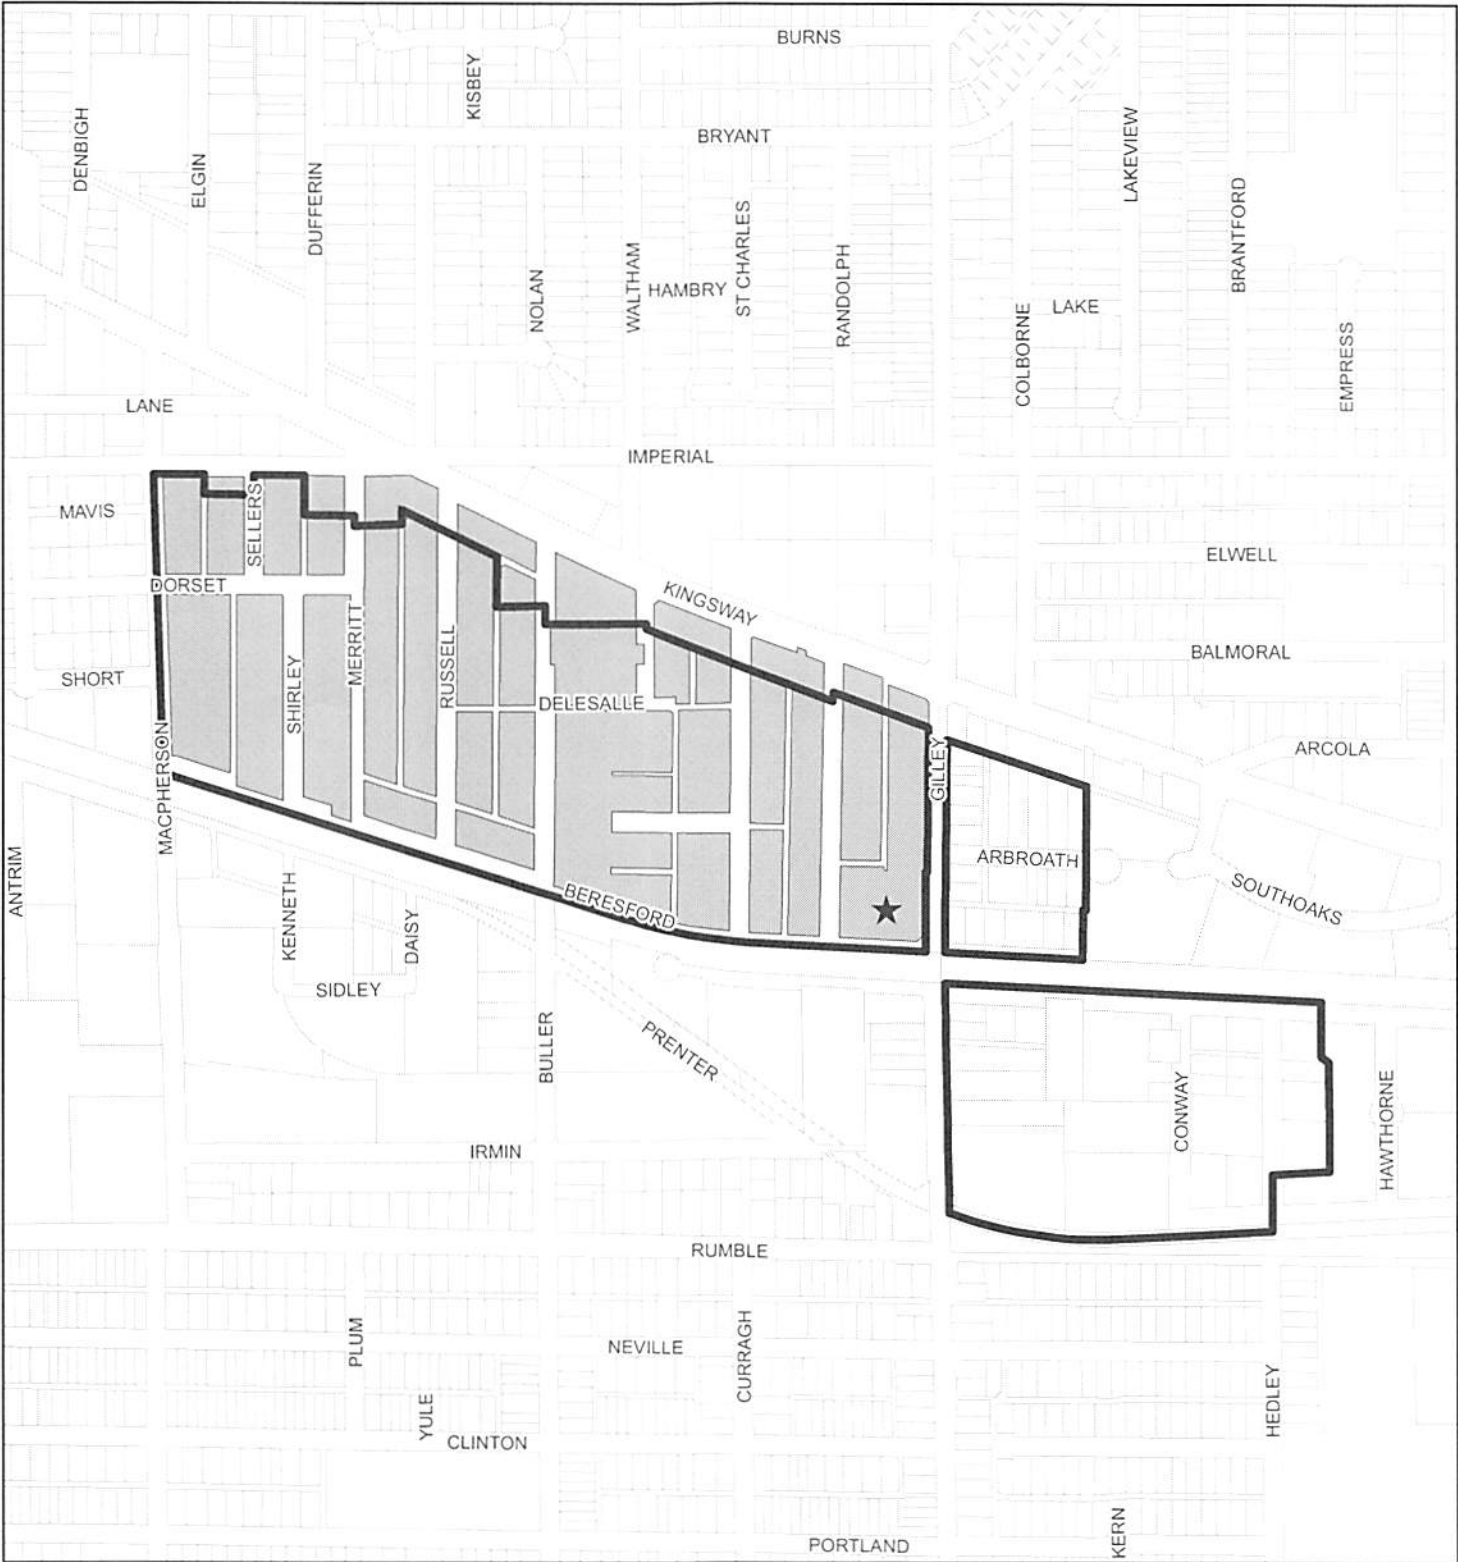 BURNS
KISBEY
BRYANT
DENBIGH
ELGIN
DUFFERIN
LAKEVIEW
BRANTFORD
NOLAN
WALTHAM
HAMBRY
ST CHARLES
RANDOLPH
COLBORNE
LAKE
EMPRESS
LANE
IMPERIAL
MAVIS
SELLERS
DORSET
KINGSWAY
ELWELL
SHORT
SHIRLEY
MERRITT
RUSSELL
DELESALLE
BALMORAL
MACPHERSON
GILLEY
ARCOLA
ANTRIM
KENNETH
DAISY
BERESFORD
ARBROATH
SOUTHOAKS
SIDLEY
BULLER
PRENTER
CONWAY
HAWTHORNE
IRMIN
RUMBLE
PLUM
NEVILLE
CURRAGH
YULE
CLINTON
HEDLEY
PORTLAND
KERN